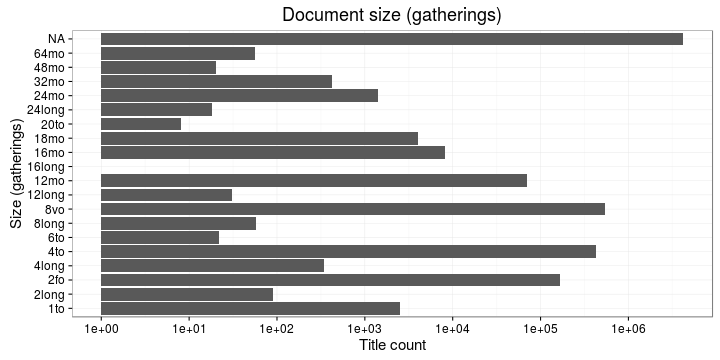 Document size (gatherings)
Size (gatherings)
NA
64mo
48mo
32mo
24mo
24long
20to
18mo
16mo
16long
12mo
12long
8vo
8long
6to
4to
4long
2fo
2long
1to
1e+00 1e+01 1e+02 1e+03 1e+04 1e+05 1e+06
Title count